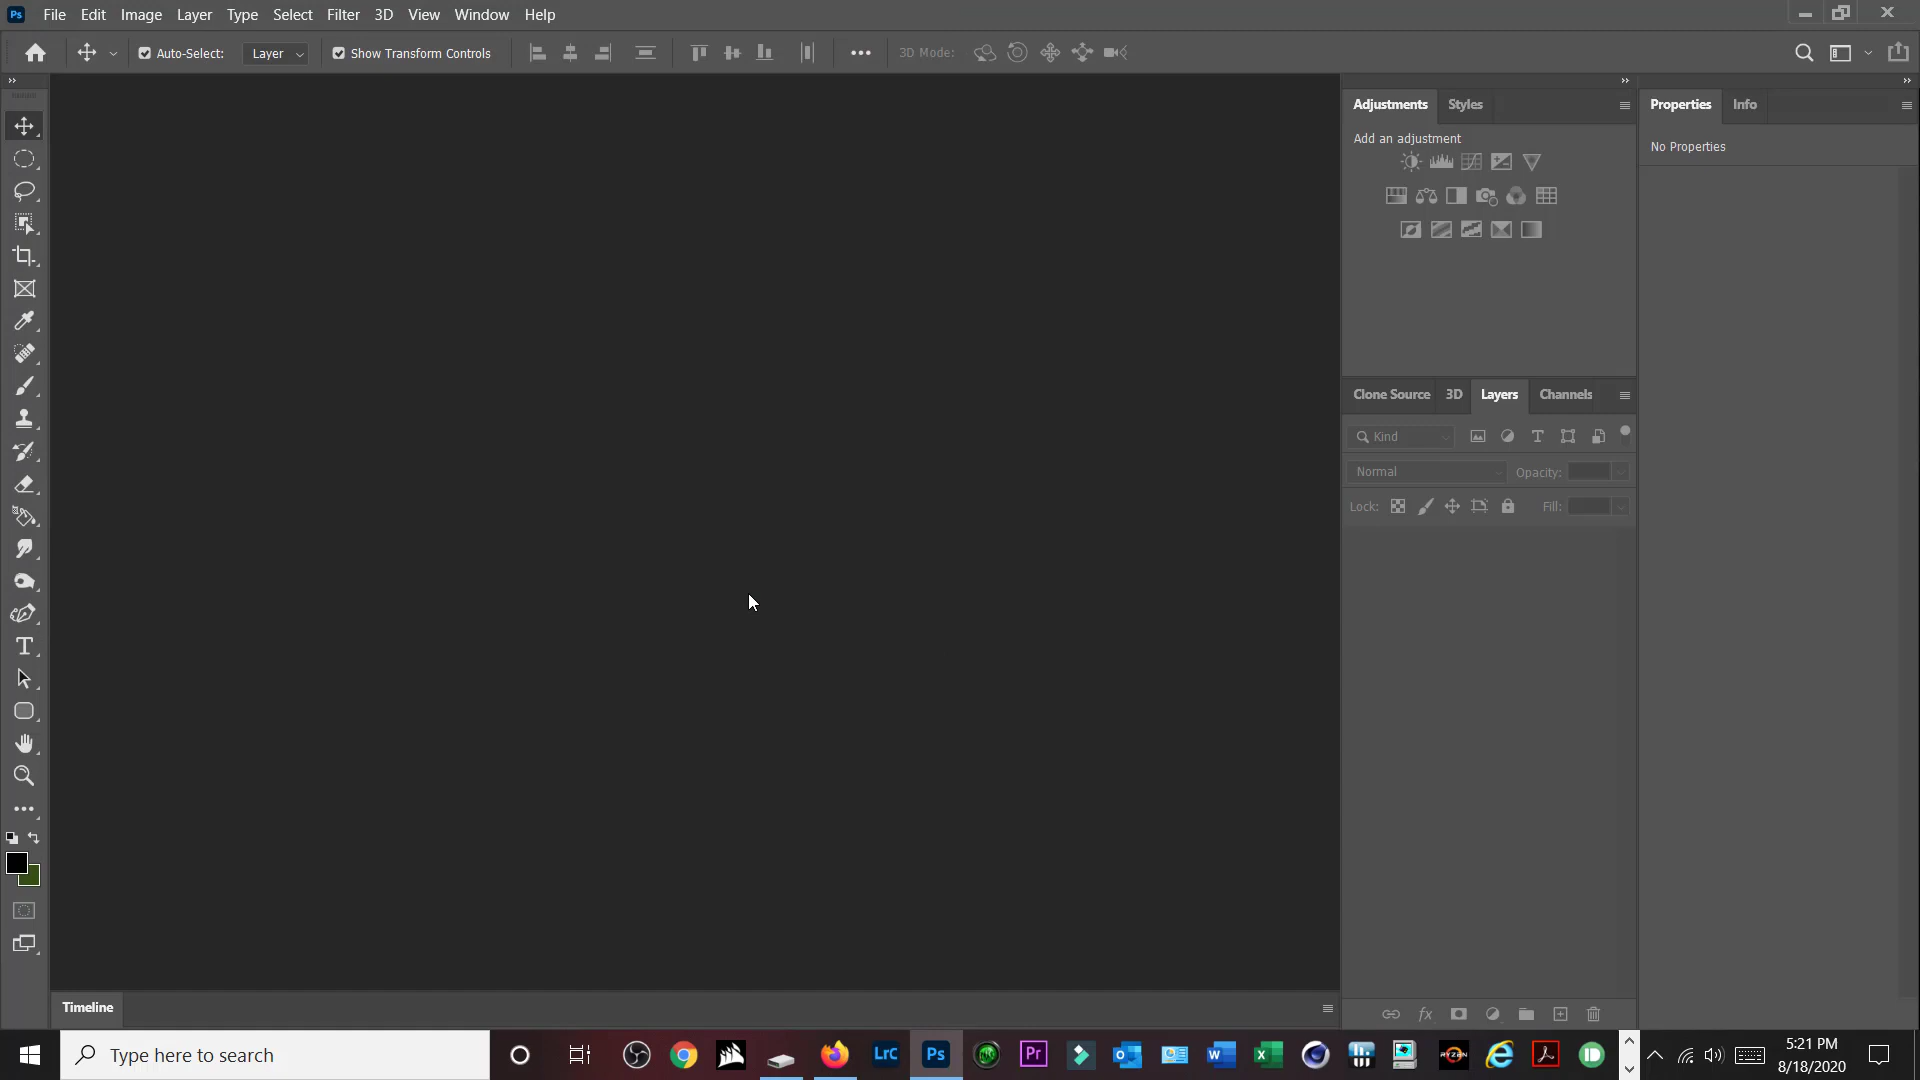 Ps File Edit Image Layer Type Select Filter 3D View Window Help
Auto-Select: Layer Show Transform Controls 3D Mode:
Adjustments Styles
Add an adjustment
Properties Info
No Properties
Clone Source 3D Layers Channels
Kind
Normal Opacity:
Lock: Fill:
Timeline
Type here to search
LrC Ps Pr RYZEN
5:21 PM
8/18/2020